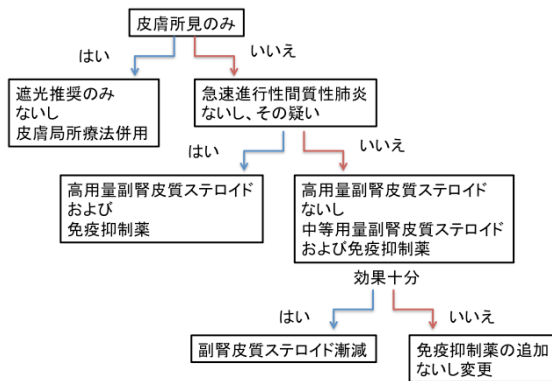 皮膚所見のみ
はい
いいえ
遮光推奨のみ
ないし
皮膚局所療法併用
急速進行性間質性肺炎
ないし、その疑い
はい
いいえ
高用量副腎皮質ステロイド
および
免疫抑制薬
高用量副腎皮質ステロイド
ないし
中等用量副腎皮質ステロイド
および免疫抑制薬
効果十分
はい
いいえ
副腎皮質ステロイド漸減
免疫抑制薬の追加
ないし変更